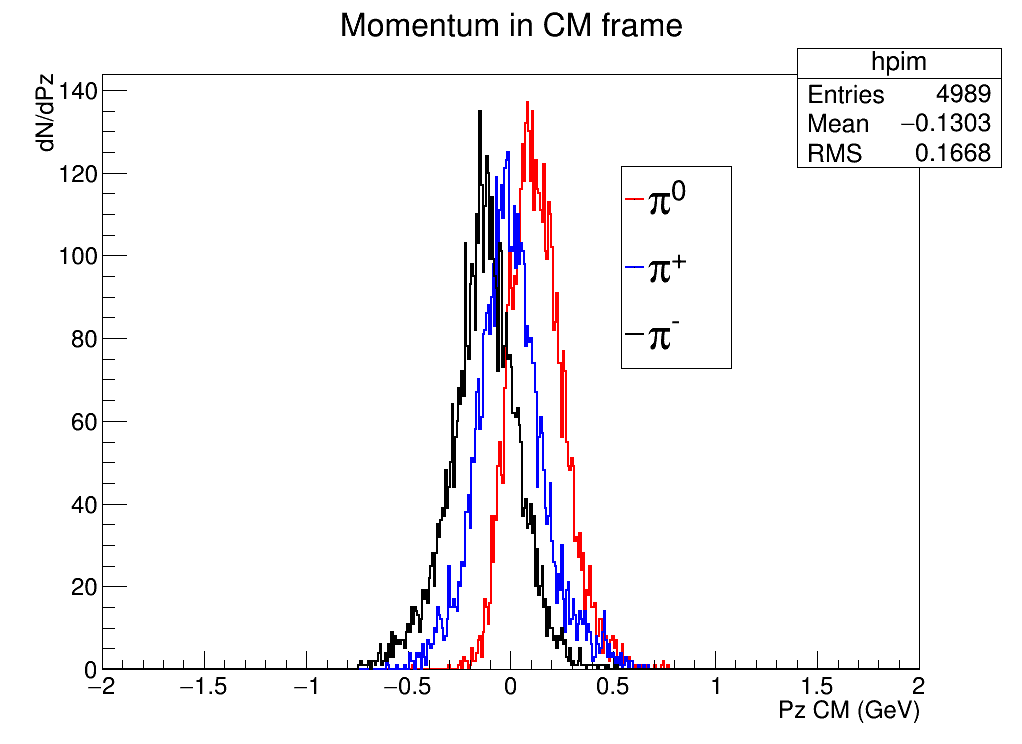 Momentum in CM frame
hpim
Entries 4989
Mean −0.1303
RMS 0.1668
dN/dPz
140
120
100
80
60
40
20
0
π⁰
π⁺
π⁻
−2 −1.5 −1 −0.5 0 0.5 1 1.5 2
Pz CM (GeV)